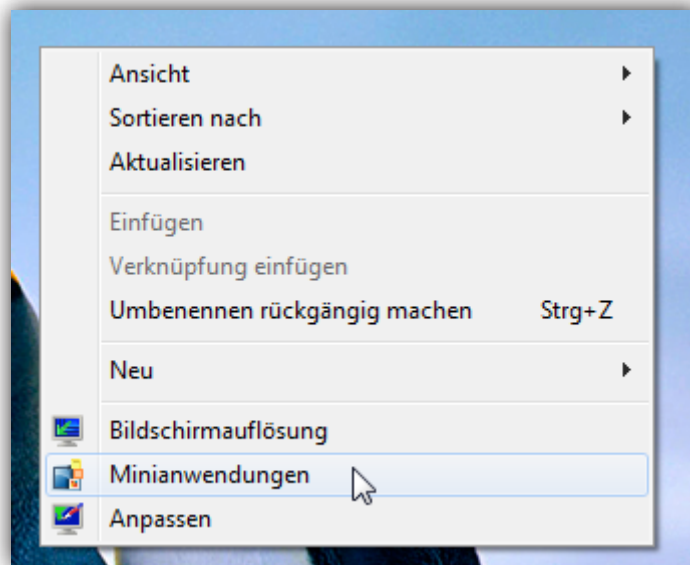 Ansicht
Sortieren nach
Aktualisieren
Einfügen
Verknüpfung einfügen
Umbenennen rückgängig machen Strg+Z
Neu
Bildschirmauflösung
Minianwendungen
Anpassen